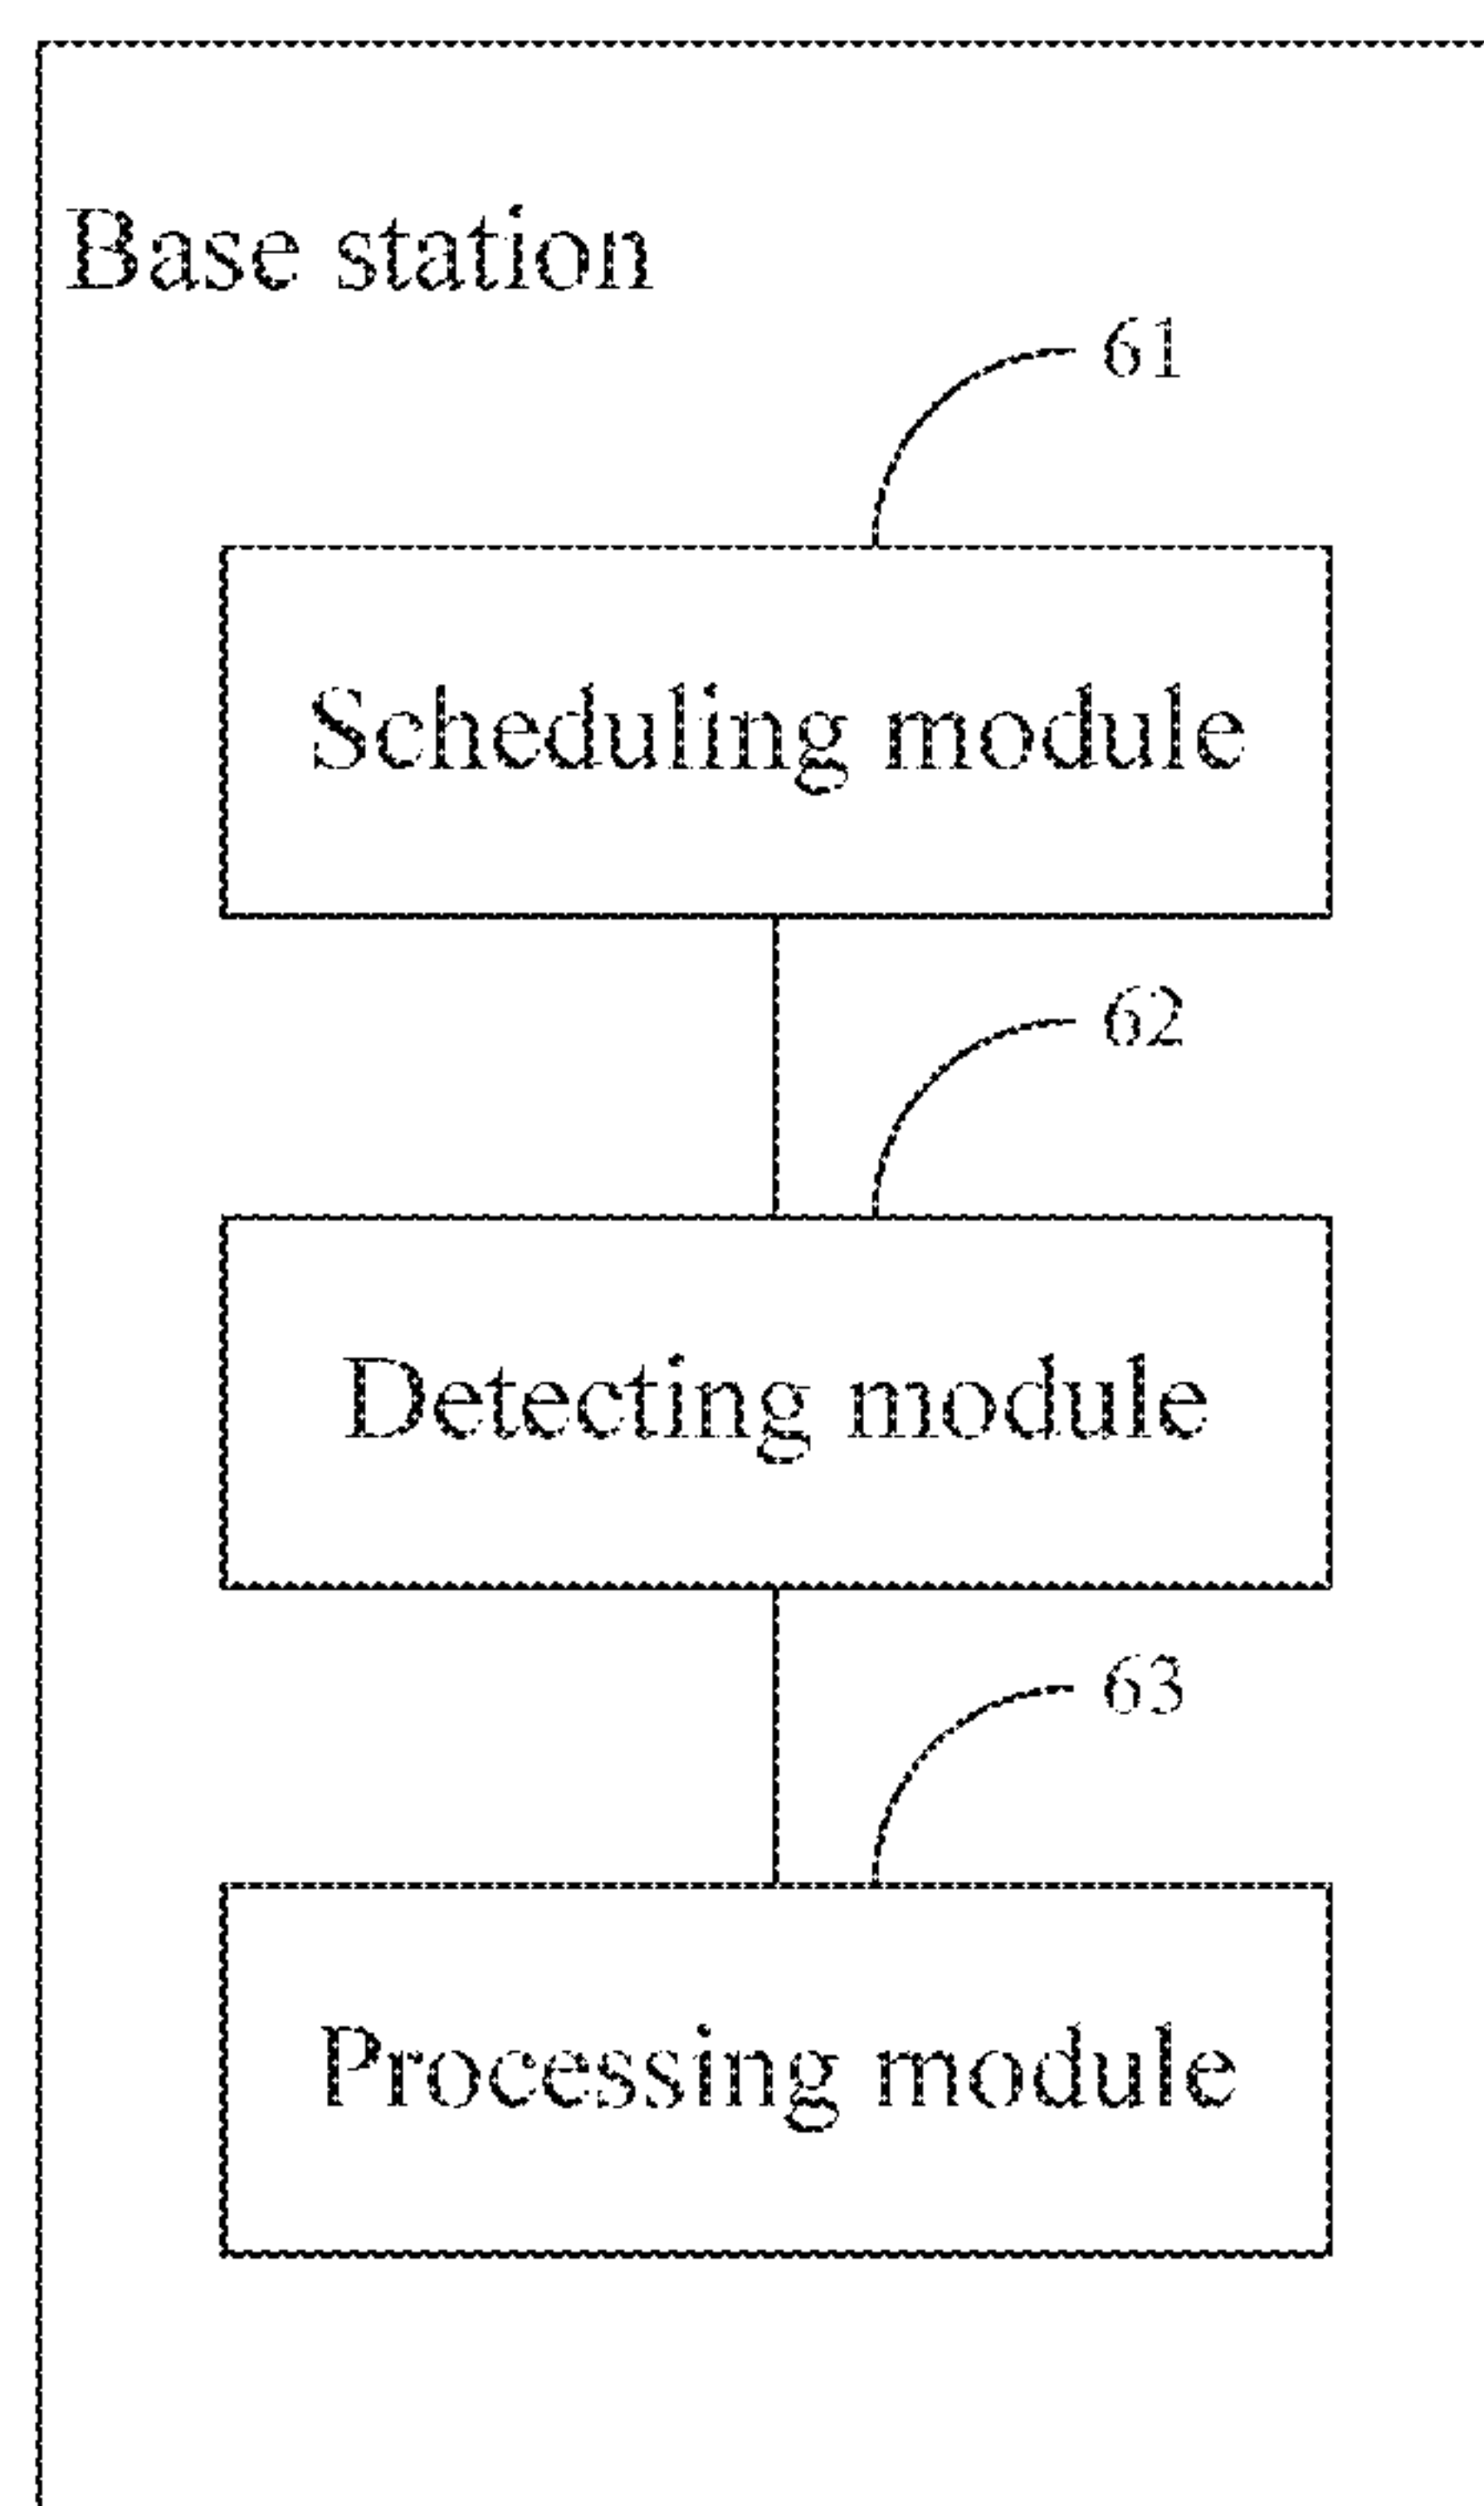 Base station
61
Scheduling module
62
Detecting module
63
Processing module